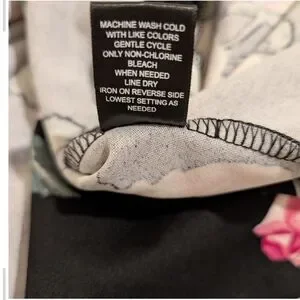 MACHINE WASH COLD
WITH LIKE COLORS
GENTLE CYCLE
ONLY NON-CHLORINE
BLEACH
WHEN NEEDED
LINE DRY
IRON ON REVERSE SIDE
LOWEST SETTING AS
NEEDED